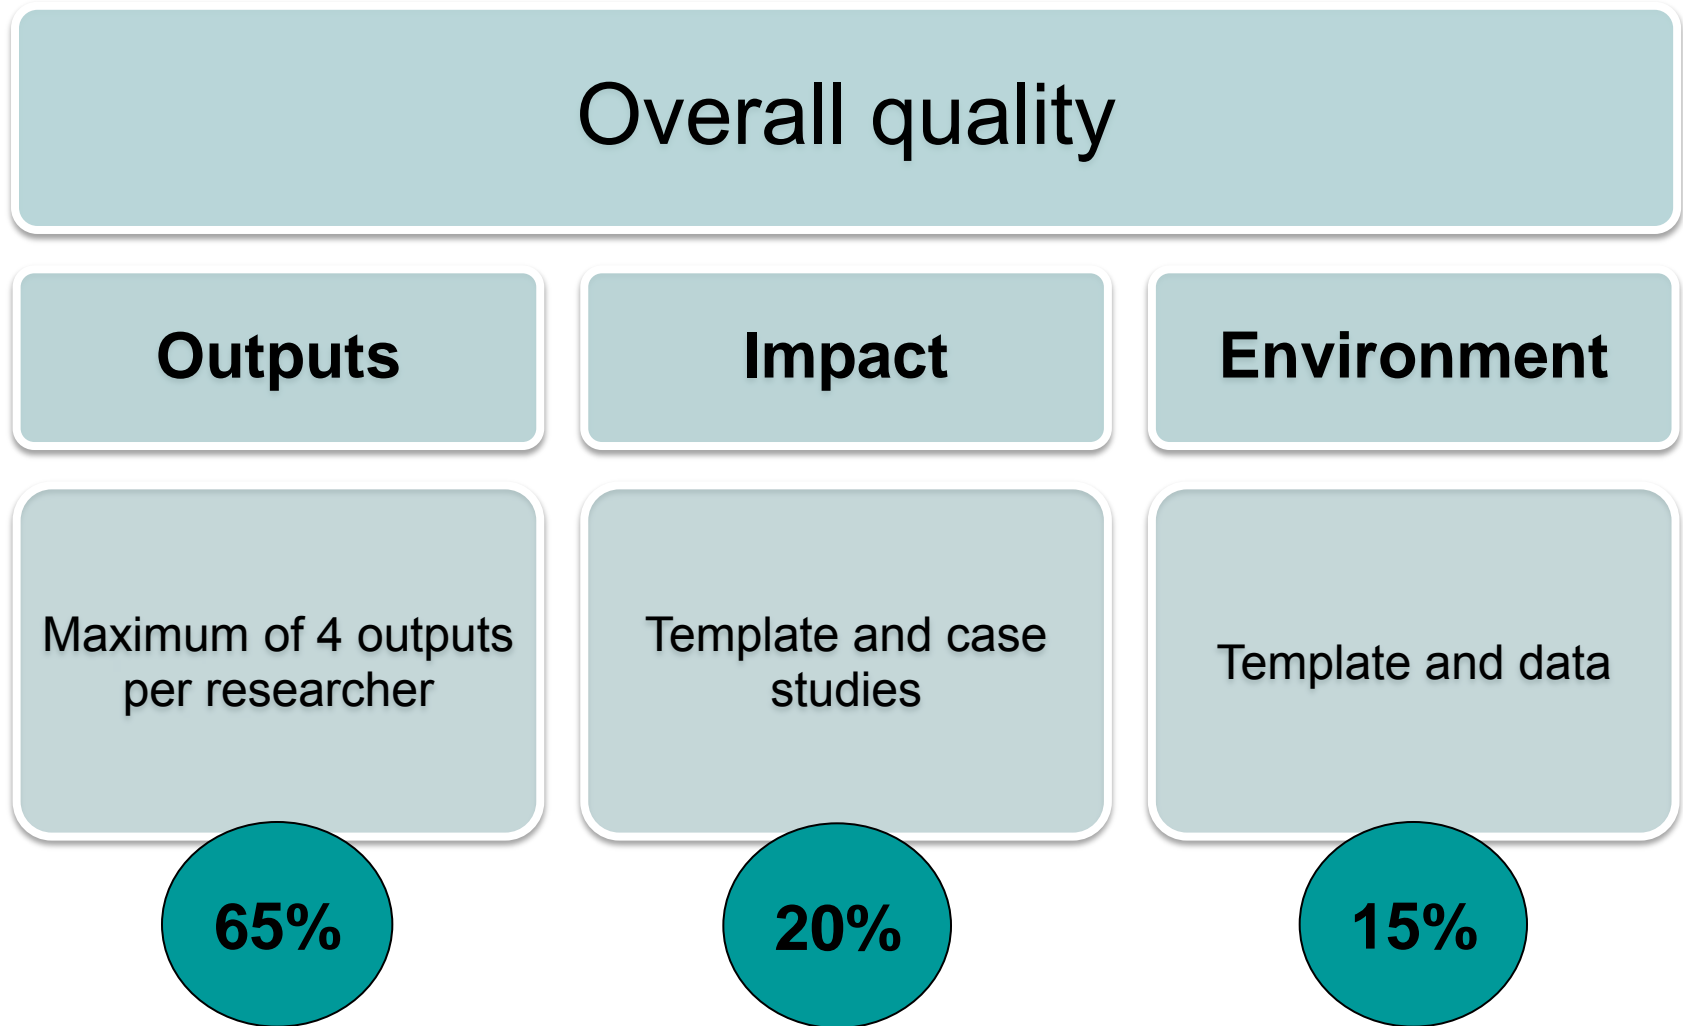 Overall quality
Outputs
Impact
Environment
Maximum of 4 outputs
per researcher
Template and case
studies
Template and data
65%
20%
15%